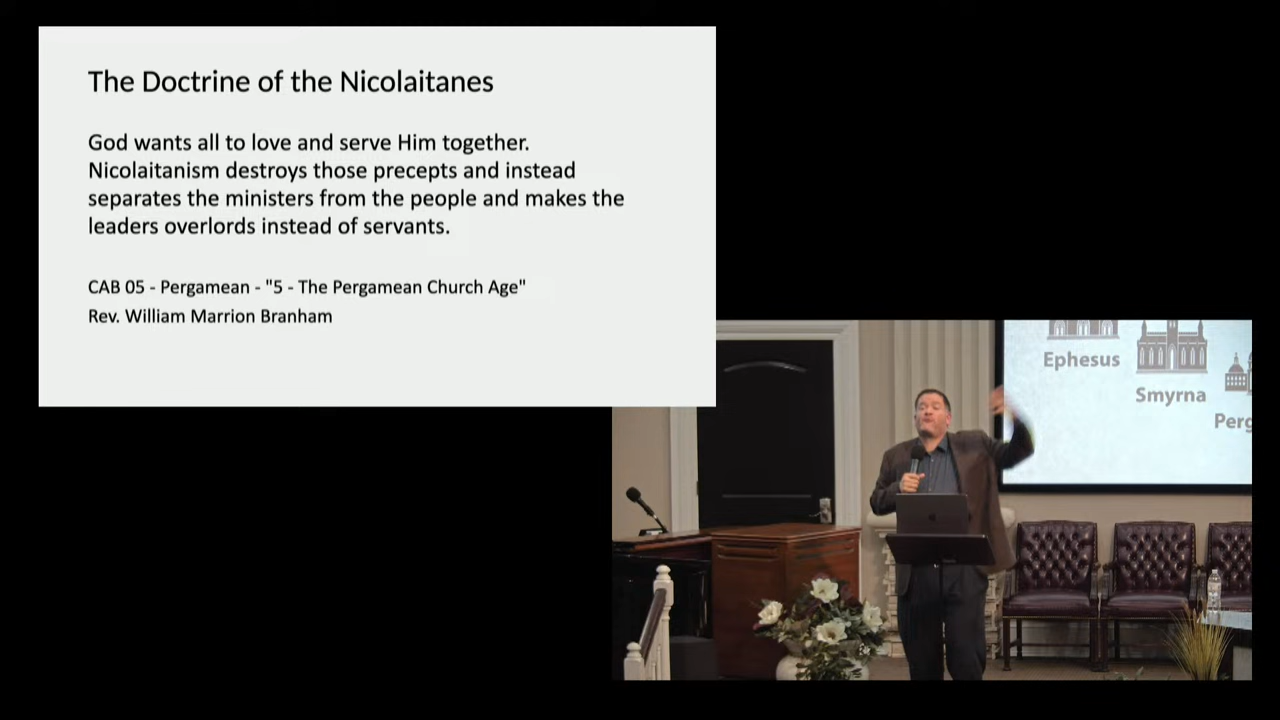 The Doctrine of the Nicolaitanes
God wants all to love and serve Him together.
Nicolaitanism destroys those precepts and instead
separates the ministers from the people and makes the
leaders overlords instead of servants.
CAB 05 - Pergamean - "5 - The Pergamean Church Age"
Rev. William Marrion Branham
Ephesus
Smyrna
Perg